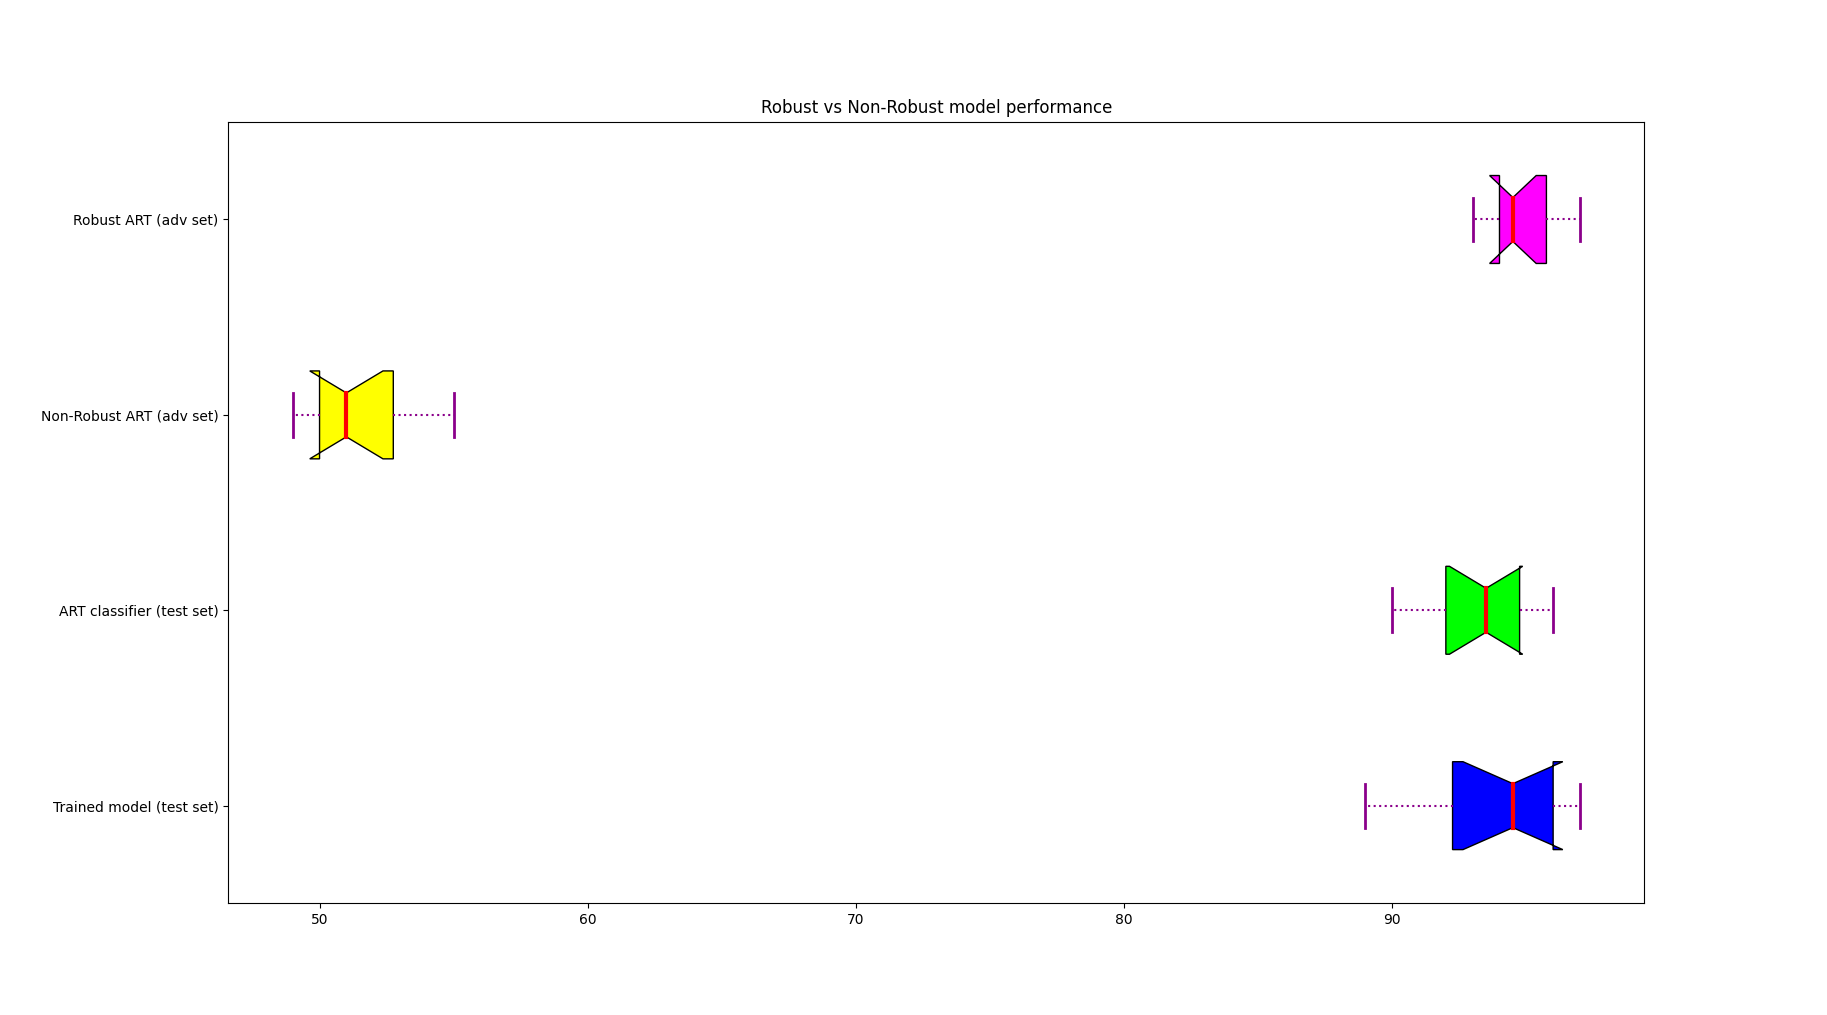 Robust vs Non-Robust model performance
Robust ART (adv set)
Non-Robust ART (adv set)
ART classifier (test set)
Trained model (test set)
50 60 70 80 90